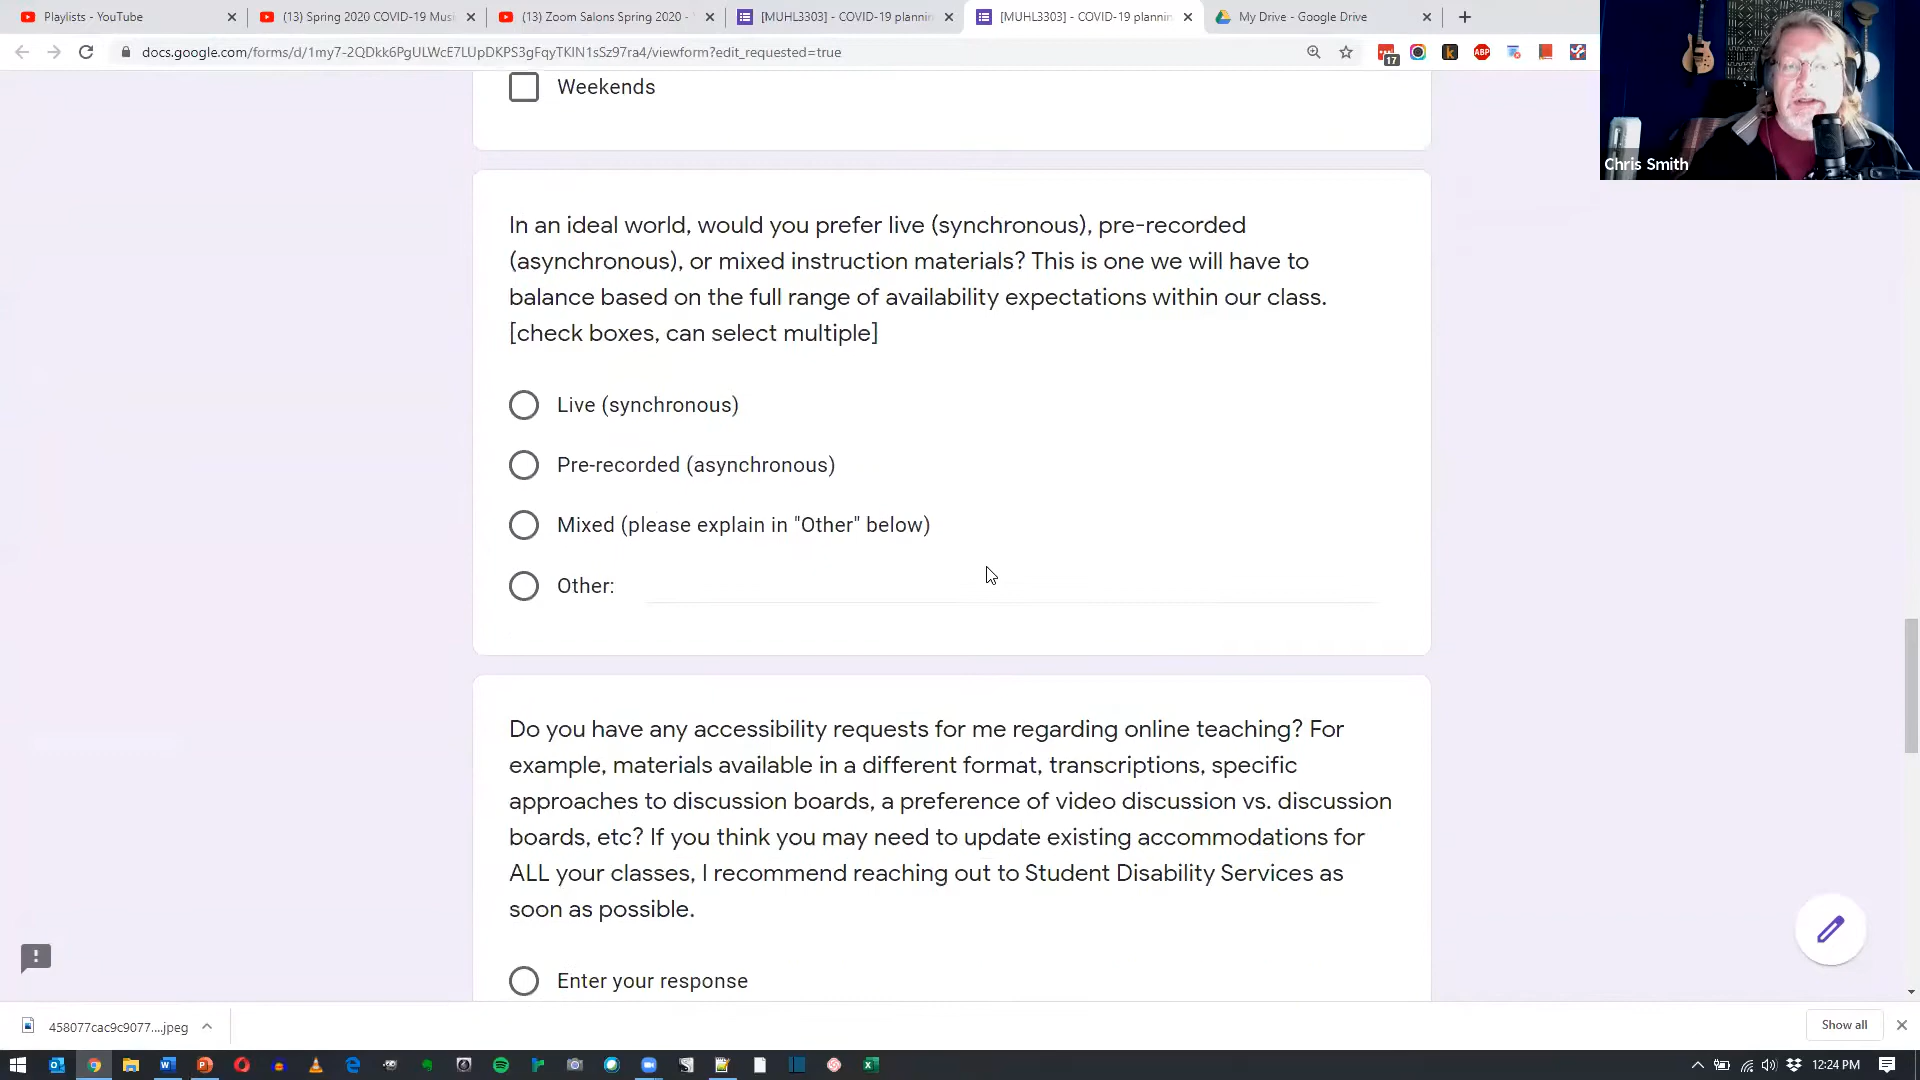 Playlists - YouTube
(13) Spring 2020 COVID-19 Musi
(13) Zoom Salons Spring 2020 -
[MUHL3303] - COVID-19 plannin
[MUHL3303] - COVID-19 plannin
My Drive - Google Drive
docs.google.com/forms/d/1my7-2QDkk6PgULWcE7LUpDKPS3gFqyTKIN1sSz97ra4/viewform?edit_requested=true
17
ABP
Chris Smith
Weekends
In an ideal world, would you prefer live (synchronous), pre-recorded
(asynchronous), or mixed instruction materials? This is one we will have to
balance based on the full range of availability expectations within our class.
[check boxes, can select multiple]
Live (synchronous)
Pre-recorded (asynchronous)
Mixed (please explain in "Other" below)
Other:
Do you have any accessibility requests for me regarding online teaching? For
example, materials available in a different format, transcriptions, specific
approaches to discussion boards, a preference of video discussion vs. discussion
boards, etc? If you think you may need to update existing accommodations for
ALL your classes, I recommend reaching out to Student Disability Services as
soon as possible.
Enter your response
458077cac9c9077....jpeg
Show all
12:24 PM